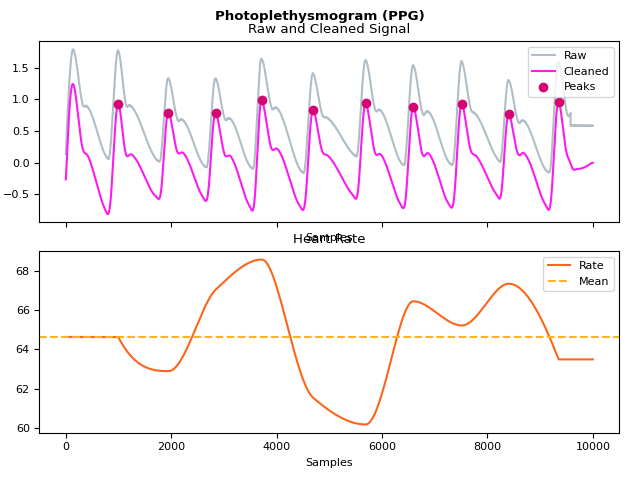 Photoplethysmogram (PPG)
Raw and Cleaned Signal
Raw
Cleaned
Peaks
1.5
1.0
0.5
0.0
−0.5
Samples
Heart Rate
Rate
Mean
68
66
64
62
60
0 2000 4000 6000 8000 10000
Samples